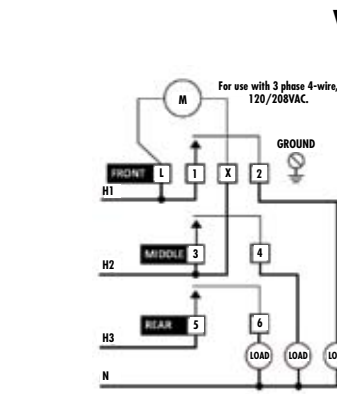 For use with 3 phase 4-wire,
120/208VAC.
M
GROUND
FRONT L 1 X 2
H1
MIDDLE 3 4
H2
REAR 5 6
H3
LOAD LOAD
N